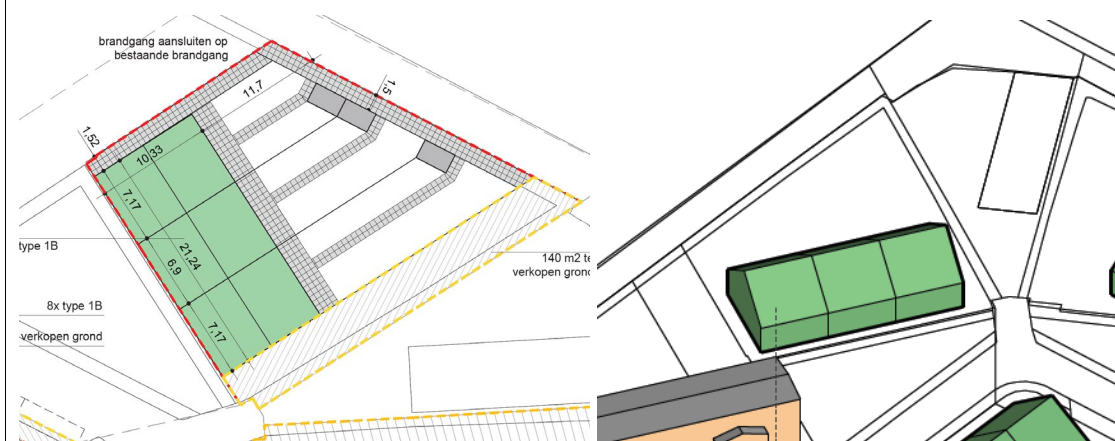 brandgang aansluiten op
bestaande brandgang
11,7
1,5
1,52
10,33
7,17
21,24
6,9
7,17
type 1B
8x type 1B
verkopen grond
140 m2 te
verkopen grond